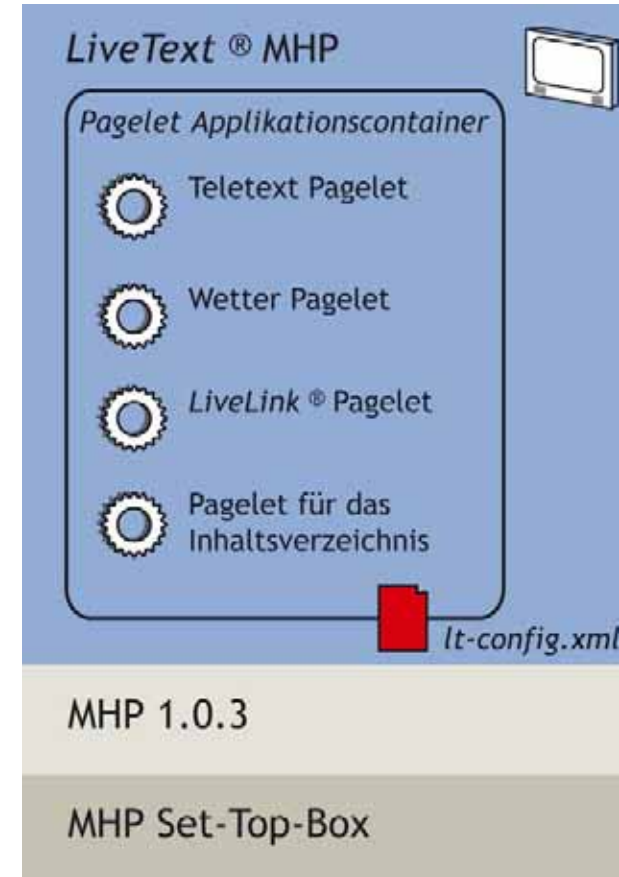 LiveText ® MHP
Pagelet Applikationscontainer
Teletext Pagelet
Wetter Pagelet
LiveLink ® Pagelet
Pagelet für das
Inhaltsverzeichnis
lt-config.xml
MHP 1.0.3
MHP Set-Top-Box